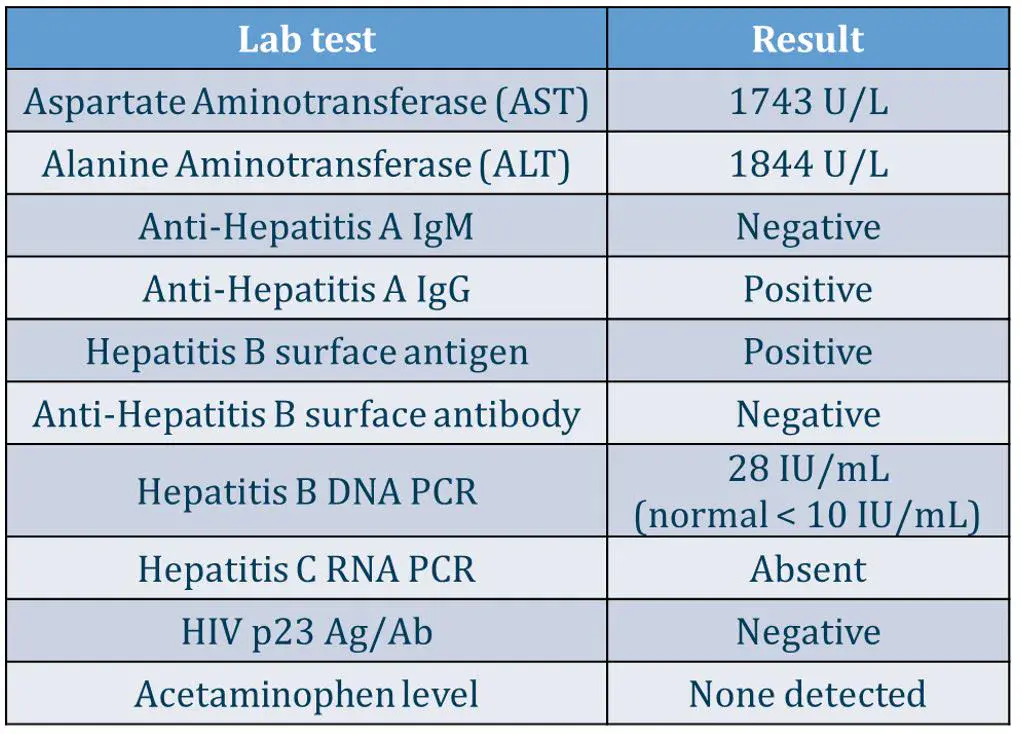 Lab test Result
Aspartate Aminotransferase (AST) 1743 U/L
Alanine Aminotransferase (ALT) 1844 U/L
Anti-Hepatitis A IgM Negative
Anti-Hepatitis A IgG Positive
Hepatitis B surface antigen Positive
Anti-Hepatitis B surface antibody Negative
Hepatitis B DNA PCR 28 IU/mL
(normal < 10 IU/mL)
Hepatitis C RNA PCR Absent
HIV p23 Ag/Ab Negative
Acetaminophen level None detected